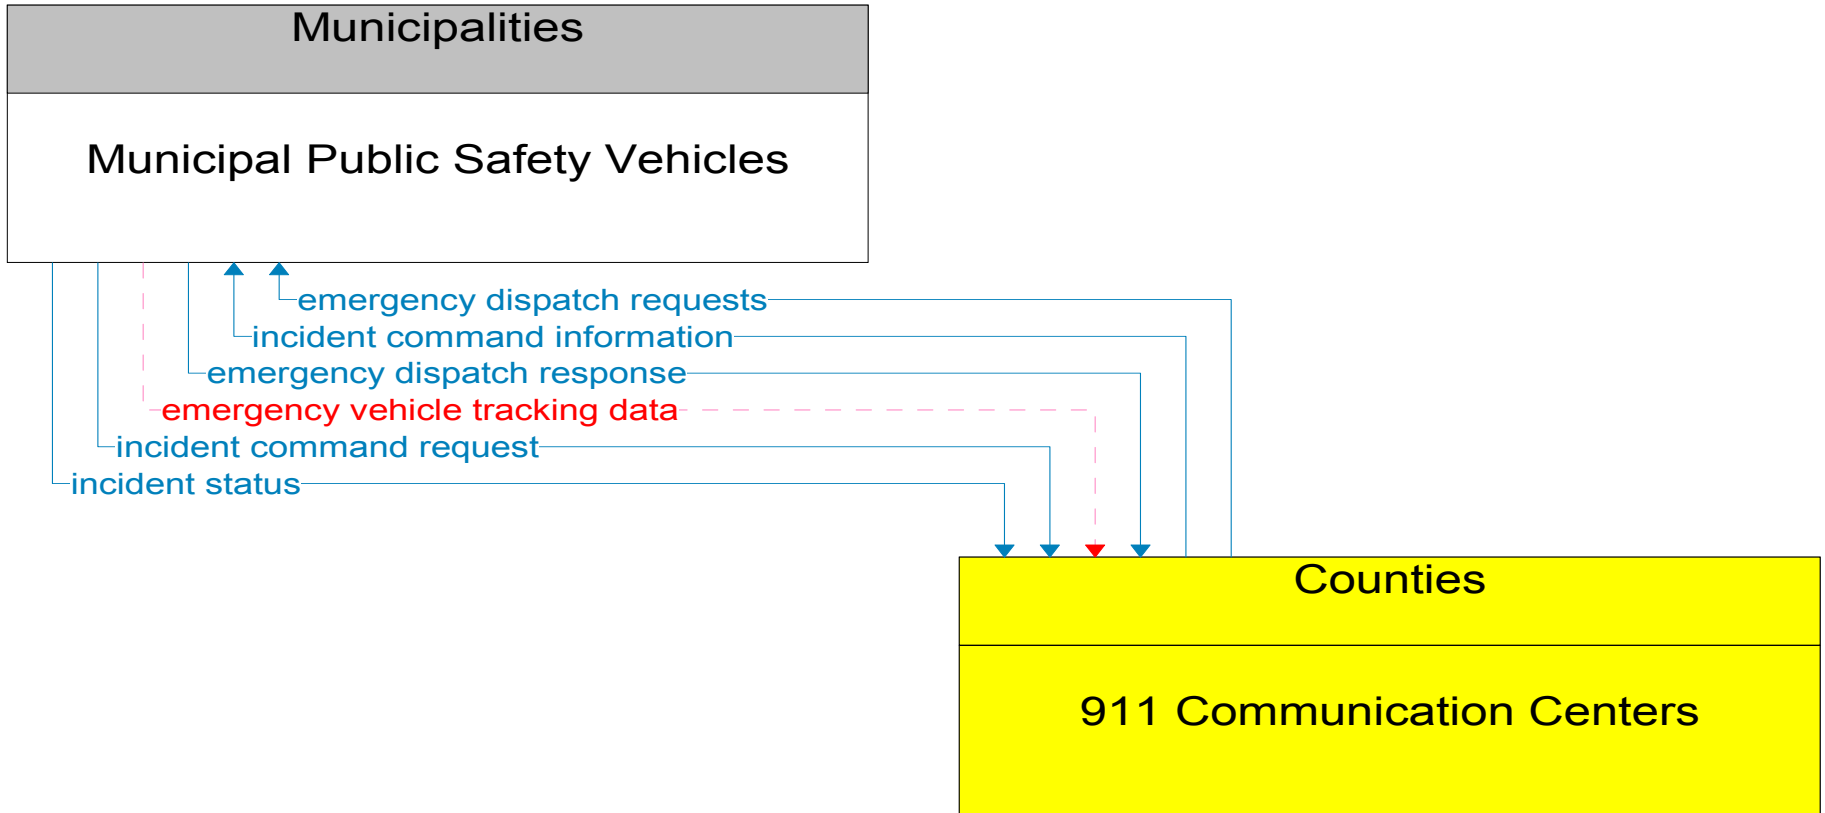 Municipalities
Municipal Public Safety Vehicles
emergency dispatch requests
incident command information
emergency dispatch response
emergency vehicle tracking data
incident command request
incident status
Counties
911 Communication Centers